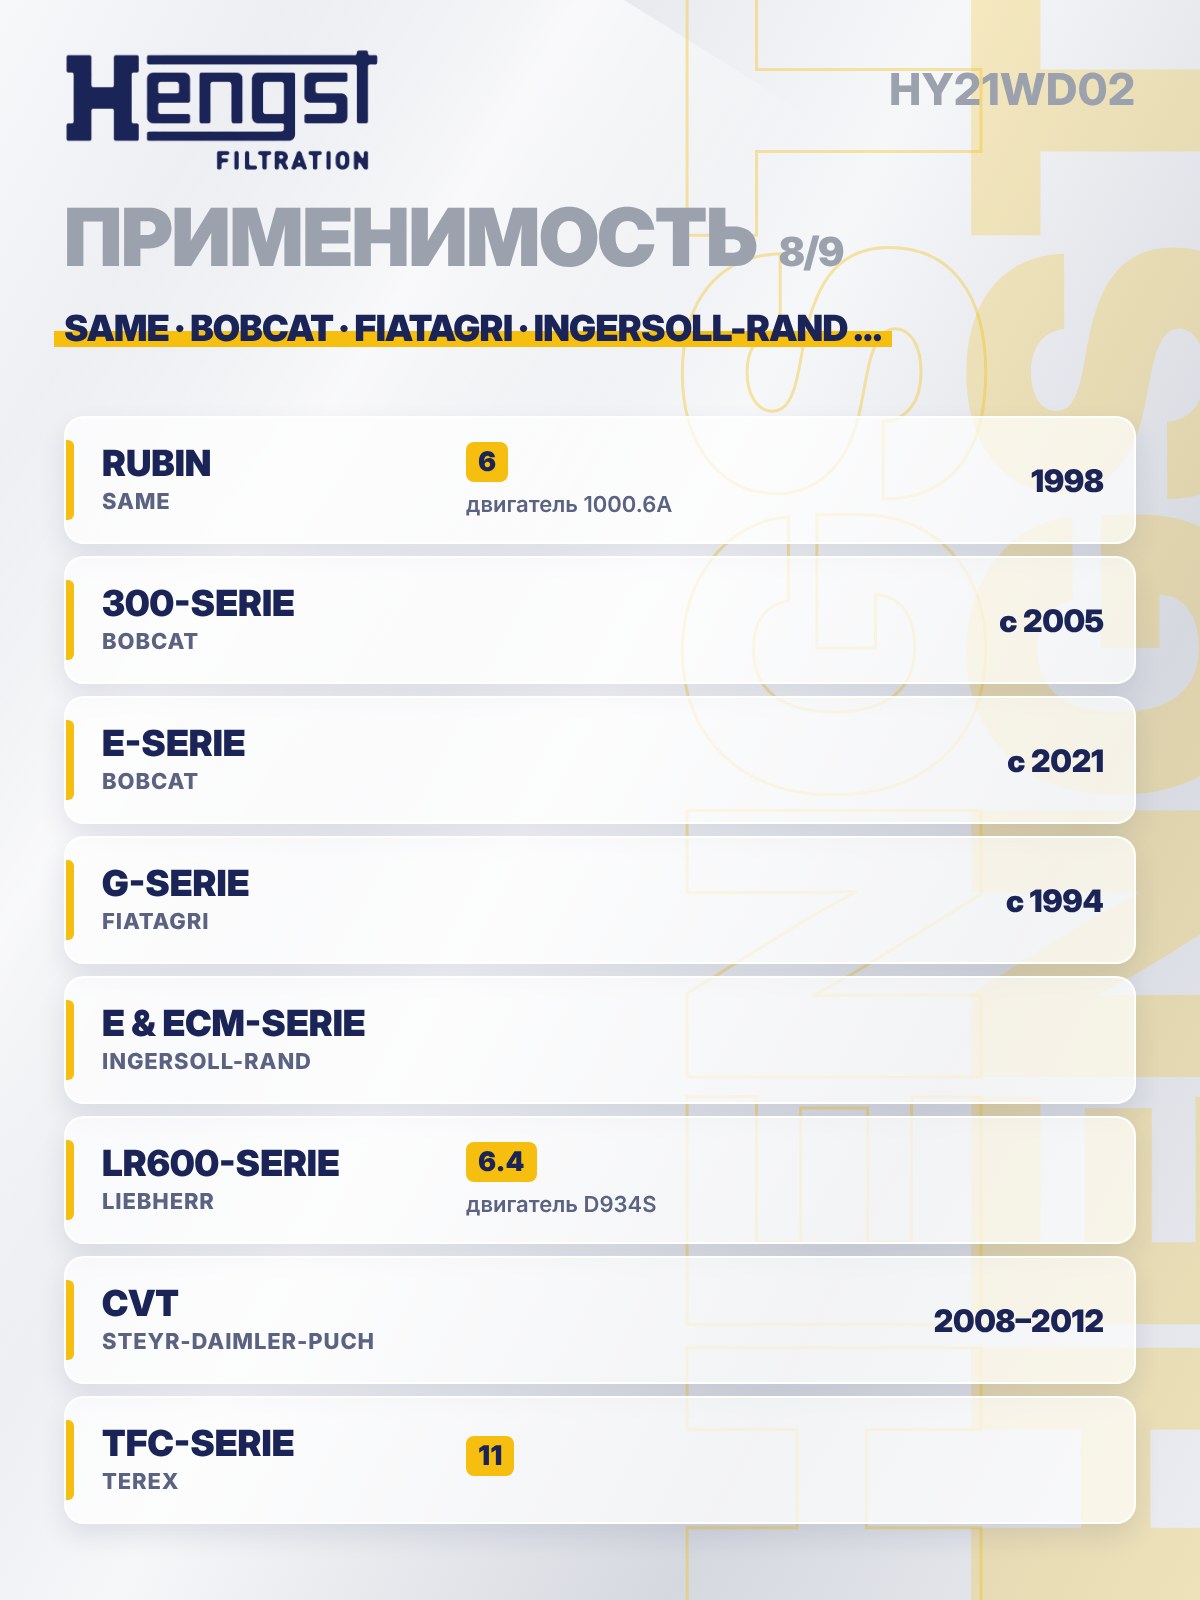 Hengst
FILTRATION
HY21WD02
ПРИМЕНИМОСТЬ 8/9
SAME · BOBCAT · FIATAGRI · INGERSOLL-RAND ...
RUBIN
SAME
6
двигатель 1000.6A
1998
300-SERIE
BOBCAT
с 2005
E-SERIE
BOBCAT
с 2021
G-SERIE
FIATAGRI
с 1994
E & ECM-SERIE
INGERSOLL-RAND
LR600-SERIE
LIEBHERR
6.4
двигатель D934S
CVT
STEYR-DAIMLER-PUCH
2008–2012
TFC-SERIE
TEREX
11
HENGST
HENGST